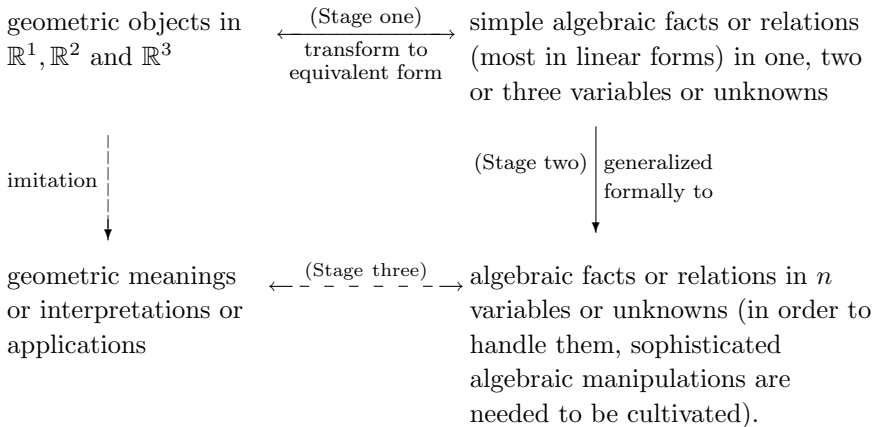 geometric objects in
ℝ¹, ℝ² and ℝ³
(Stage one)
transform to
equivalent form
simple algebraic facts or relations
(most in linear forms) in one, two
or three variables or unknowns
imitation
(Stage two)
generalized
formally to
geometric meanings
or interpretations or
applications
(Stage three)
algebraic facts or relations in n
variables or unknowns (in order to
handle them, sophisticated
algebraic manipulations are
needed to be cultivated).